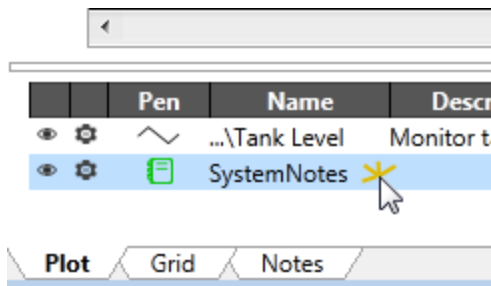 Pen Name Descr
...\Tank Level Monitor t
SystemNotes
Plot Grid Notes